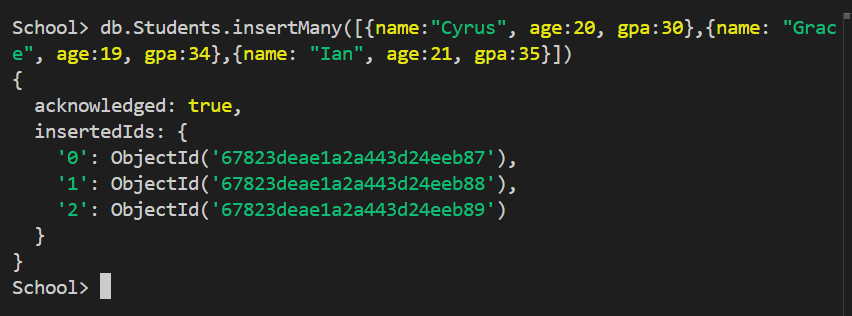 School> db.Students.insertMany([{name:"Cyrus", age:20, gpa:30},{name: "Grac
e", age:19, gpa:34},{name: "Ian", age:21, gpa:35}])
{
  acknowledged: true,
  insertedIds: {
    '0': ObjectId('67823deae1a2a443d24eeb87'),
    '1': ObjectId('67823deae1a2a443d24eeb88'),
    '2': ObjectId('67823deae1a2a443d24eeb89')
  }
}
School>